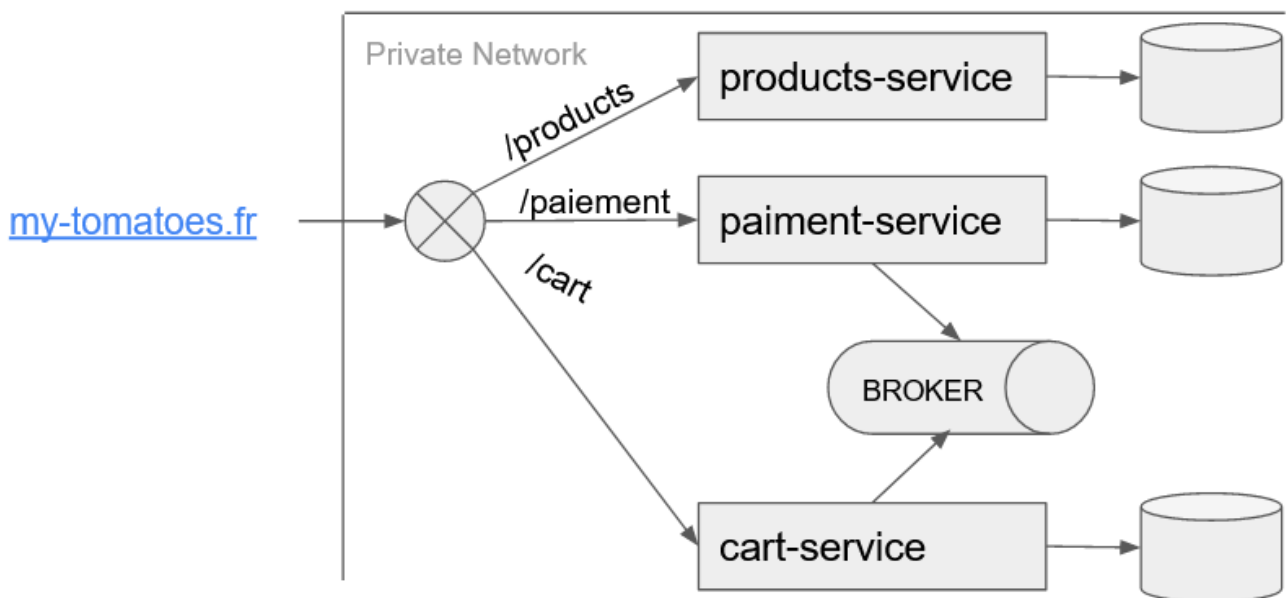 Private Network
/products
products-service
my-tomatoes.fr
/paiement
paiment-service
/cart
BROKER
cart-service